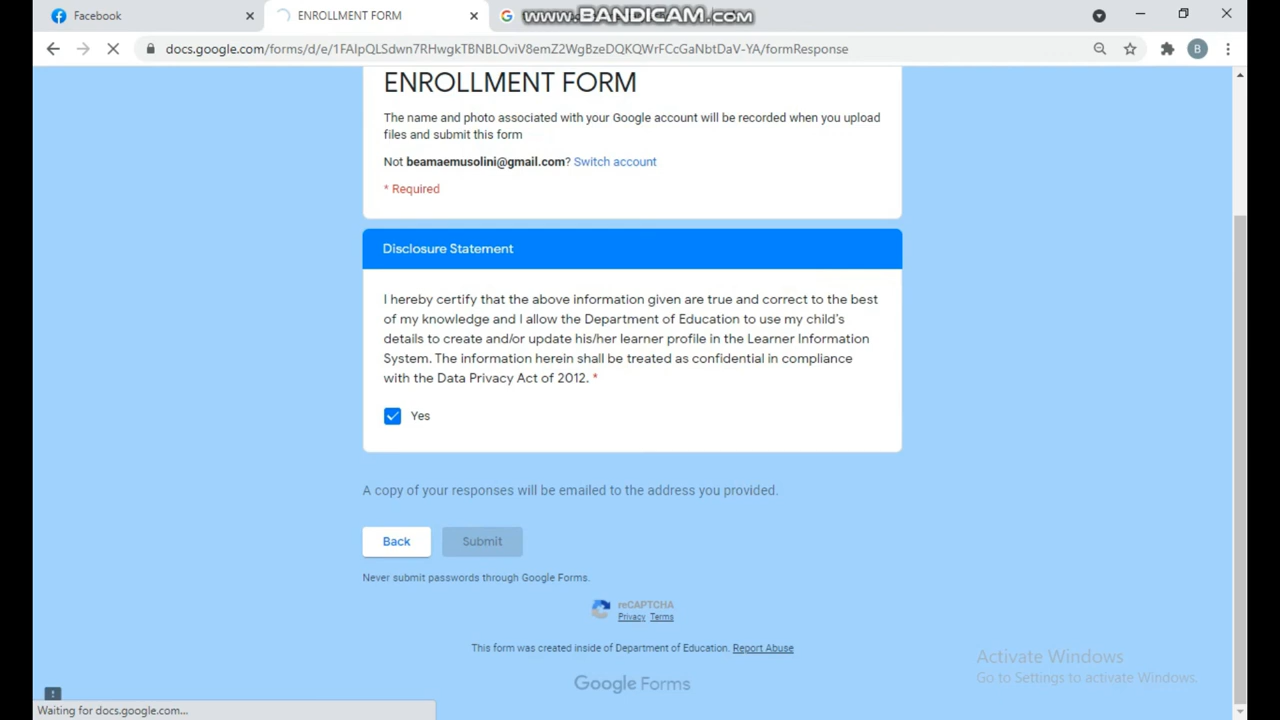 Facebook
ENROLLMENT FORM
www.BANDICAM.com
docs.google.com/forms/d/e/1FAIpQLSdwn7RHwgkTBNBLOviV8emZ2WgBzeDQKQWrFCcGaNbtDaV-YA/formResponse
B
ENROLLMENT FORM
The name and photo associated with your Google account will be recorded when you upload
files and submit this form
Not beamaemusolini@gmail.com? Switch account
* Required
Disclosure Statement
I hereby certify that the above information given are true and correct to the best
of my knowledge and I allow the Department of Education to use my child's
details to create and/or update his/her learner profile in the Learner Information
System. The information herein shall be treated as confidential in compliance
with the Data Privacy Act of 2012. *
Yes
A copy of your responses will be emailed to the address you provided.
Back
Submit
Never submit passwords through Google Forms.
reCAPTCHA
Privacy Terms
This form was created inside of Department of Education. Report Abuse
Google Forms
Activate Windows
Go to Settings to activate Windows.
Waiting for docs.google.com...